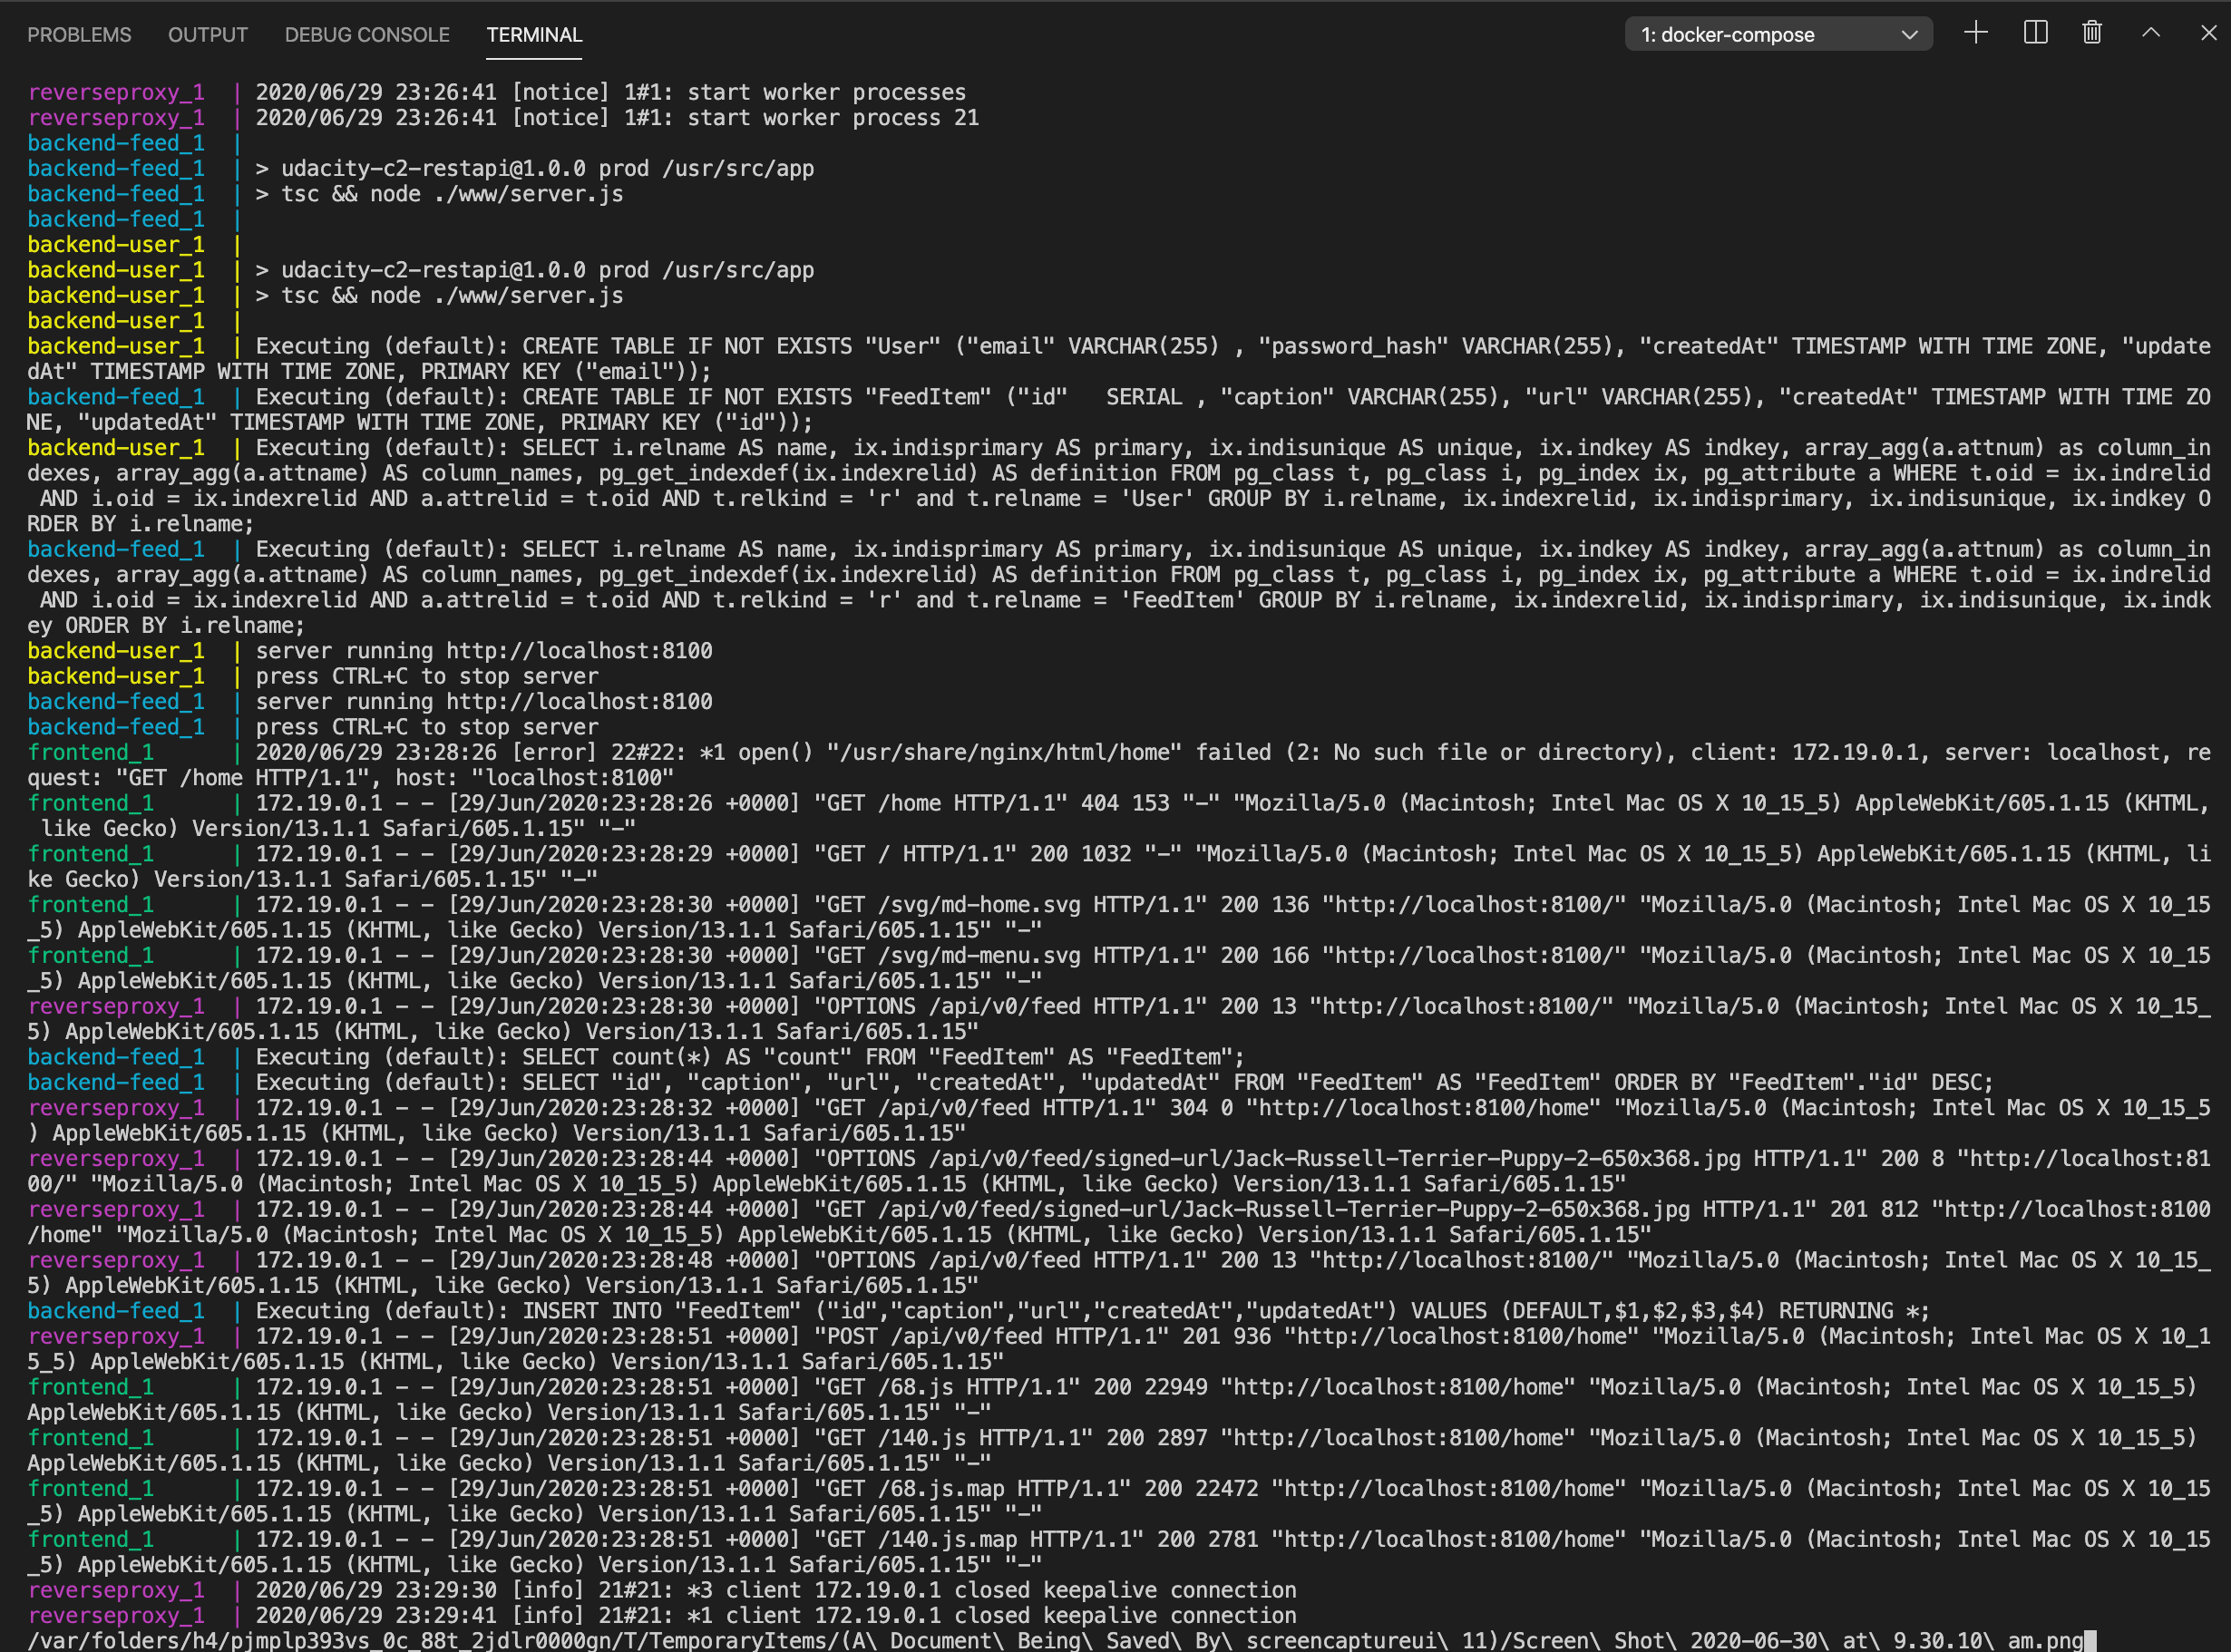 PROBLEMS OUTPUT DEBUG CONSOLE TERMINAL 1: docker-compose
reverseproxy_1  | 2020/06/29 23:26:41 [notice] 1#1: start worker processes
reverseproxy_1  | 2020/06/29 23:26:41 [notice] 1#1: start worker process 21
backend-feed_1  |
backend-feed_1  | > udacity-c2-restapi@1.0.0 prod /usr/src/app
backend-feed_1  | > tsc && node ./www/server.js
backend-feed_1  |
backend-user_1  |
backend-user_1  | > udacity-c2-restapi@1.0.0 prod /usr/src/app
backend-user_1  | > tsc && node ./www/server.js
backend-user_1  |
backend-user_1  | Executing (default): CREATE TABLE IF NOT EXISTS "User" ("email" VARCHAR(255) , "password_hash" VARCHAR(255), "createdAt" TIMESTAMP WITH TIME ZONE, "update
dAt" TIMESTAMP WITH TIME ZONE, PRIMARY KEY ("email"));
backend-feed_1  | Executing (default): CREATE TABLE IF NOT EXISTS "FeedItem" ("id"   SERIAL , "caption" VARCHAR(255), "url" VARCHAR(255), "createdAt" TIMESTAMP WITH TIME ZO
NE, "updatedAt" TIMESTAMP WITH TIME ZONE, PRIMARY KEY ("id"));
backend-user_1  | Executing (default): SELECT i.relname AS name, ix.indisprimary AS primary, ix.indisunique AS unique, ix.indkey AS indkey, array_agg(a.attnum) as column_in
dexes, array_agg(a.attname) AS column_names, pg_get_indexdef(ix.indexrelid) AS definition FROM pg_class t, pg_class i, pg_index ix, pg_attribute a WHERE t.oid = ix.indrelid
 AND i.oid = ix.indexrelid AND a.attrelid = t.oid AND t.relkind = 'r' and t.relname = 'User' GROUP BY i.relname, ix.indexrelid, ix.indisprimary, ix.indisunique, ix.indkey O
RDER BY i.relname;
backend-feed_1  | Executing (default): SELECT i.relname AS name, ix.indisprimary AS primary, ix.indisunique AS unique, ix.indkey AS indkey, array_agg(a.attnum) as column_in
dexes, array_agg(a.attname) AS column_names, pg_get_indexdef(ix.indexrelid) AS definition FROM pg_class t, pg_class i, pg_index ix, pg_attribute a WHERE t.oid = ix.indrelid
 AND i.oid = ix.indexrelid AND a.attrelid = t.oid AND t.relkind = 'r' and t.relname = 'FeedItem' GROUP BY i.relname, ix.indexrelid, ix.indisprimary, ix.indisunique, ix.indk
ey ORDER BY i.relname;
backend-user_1  | server running http://localhost:8100
backend-user_1  | press CTRL+C to stop server
backend-feed_1  | server running http://localhost:8100
backend-feed_1  | press CTRL+C to stop server
frontend_1      | 2020/06/29 23:28:26 [error] 22#22: *1 open() "/usr/share/nginx/html/home" failed (2: No such file or directory), client: 172.19.0.1, server: localhost, re
quest: "GET /home HTTP/1.1", host: "localhost:8100"
frontend_1      | 172.19.0.1 - - [29/Jun/2020:23:28:26 +0000] "GET /home HTTP/1.1" 404 153 "-" "Mozilla/5.0 (Macintosh; Intel Mac OS X 10_15_5) AppleWebKit/605.1.15 (KHTML,
 like Gecko) Version/13.1.1 Safari/605.1.15" "-"
frontend_1      | 172.19.0.1 - - [29/Jun/2020:23:28:29 +0000] "GET / HTTP/1.1" 200 1032 "-" "Mozilla/5.0 (Macintosh; Intel Mac OS X 10_15_5) AppleWebKit/605.1.15 (KHTML, li
ke Gecko) Version/13.1.1 Safari/605.1.15" "-"
frontend_1      | 172.19.0.1 - - [29/Jun/2020:23:28:30 +0000] "GET /svg/md-home.svg HTTP/1.1" 200 136 "http://localhost:8100/" "Mozilla/5.0 (Macintosh; Intel Mac OS X 10_15
_5) AppleWebKit/605.1.15 (KHTML, like Gecko) Version/13.1.1 Safari/605.1.15" "-"
frontend_1      | 172.19.0.1 - - [29/Jun/2020:23:28:30 +0000] "GET /svg/md-menu.svg HTTP/1.1" 200 166 "http://localhost:8100/" "Mozilla/5.0 (Macintosh; Intel Mac OS X 10_15
_5) AppleWebKit/605.1.15 (KHTML, like Gecko) Version/13.1.1 Safari/605.1.15" "-"
reverseproxy_1  | 172.19.0.1 - - [29/Jun/2020:23:28:30 +0000] "OPTIONS /api/v0/feed HTTP/1.1" 200 13 "http://localhost:8100/" "Mozilla/5.0 (Macintosh; Intel Mac OS X 10_15_
5) AppleWebKit/605.1.15 (KHTML, like Gecko) Version/13.1.1 Safari/605.1.15"
backend-feed_1  | Executing (default): SELECT count(*) AS "count" FROM "FeedItem" AS "FeedItem";
backend-feed_1  | Executing (default): SELECT "id", "caption", "url", "createdAt", "updatedAt" FROM "FeedItem" AS "FeedItem" ORDER BY "FeedItem"."id" DESC;
reverseproxy_1  | 172.19.0.1 - - [29/Jun/2020:23:28:32 +0000] "GET /api/v0/feed HTTP/1.1" 304 0 "http://localhost:8100/home" "Mozilla/5.0 (Macintosh; Intel Mac OS X 10_15_5
) AppleWebKit/605.1.15 (KHTML, like Gecko) Version/13.1.1 Safari/605.1.15"
reverseproxy_1  | 172.19.0.1 - - [29/Jun/2020:23:28:44 +0000] "OPTIONS /api/v0/feed/signed-url/Jack-Russell-Terrier-Puppy-2-650x368.jpg HTTP/1.1" 200 8 "http://localhost:81
00/" "Mozilla/5.0 (Macintosh; Intel Mac OS X 10_15_5) AppleWebKit/605.1.15 (KHTML, like Gecko) Version/13.1.1 Safari/605.1.15"
reverseproxy_1  | 172.19.0.1 - - [29/Jun/2020:23:28:44 +0000] "GET /api/v0/feed/signed-url/Jack-Russell-Terrier-Puppy-2-650x368.jpg HTTP/1.1" 201 812 "http://localhost:8100
/home" "Mozilla/5.0 (Macintosh; Intel Mac OS X 10_15_5) AppleWebKit/605.1.15 (KHTML, like Gecko) Version/13.1.1 Safari/605.1.15"
reverseproxy_1  | 172.19.0.1 - - [29/Jun/2020:23:28:48 +0000] "OPTIONS /api/v0/feed HTTP/1.1" 200 13 "http://localhost:8100/" "Mozilla/5.0 (Macintosh; Intel Mac OS X 10_15_
5) AppleWebKit/605.1.15 (KHTML, like Gecko) Version/13.1.1 Safari/605.1.15"
backend-feed_1  | Executing (default): INSERT INTO "FeedItem" ("id","caption","url","createdAt","updatedAt") VALUES (DEFAULT,$1,$2,$3,$4) RETURNING *;
reverseproxy_1  | 172.19.0.1 - - [29/Jun/2020:23:28:51 +0000] "POST /api/v0/feed HTTP/1.1" 201 936 "http://localhost:8100/home" "Mozilla/5.0 (Macintosh; Intel Mac OS X 10_1
5_5) AppleWebKit/605.1.15 (KHTML, like Gecko) Version/13.1.1 Safari/605.1.15"
frontend_1      | 172.19.0.1 - - [29/Jun/2020:23:28:51 +0000] "GET /68.js HTTP/1.1" 200 22949 "http://localhost:8100/home" "Mozilla/5.0 (Macintosh; Intel Mac OS X 10_15_5)
AppleWebKit/605.1.15 (KHTML, like Gecko) Version/13.1.1 Safari/605.1.15" "-"
frontend_1      | 172.19.0.1 - - [29/Jun/2020:23:28:51 +0000] "GET /140.js HTTP/1.1" 200 2897 "http://localhost:8100/home" "Mozilla/5.0 (Macintosh; Intel Mac OS X 10_15_5)
AppleWebKit/605.1.15 (KHTML, like Gecko) Version/13.1.1 Safari/605.1.15" "-"
frontend_1      | 172.19.0.1 - - [29/Jun/2020:23:28:51 +0000] "GET /68.js.map HTTP/1.1" 200 22472 "http://localhost:8100/home" "Mozilla/5.0 (Macintosh; Intel Mac OS X 10_15
_5) AppleWebKit/605.1.15 (KHTML, like Gecko) Version/13.1.1 Safari/605.1.15" "-"
frontend_1      | 172.19.0.1 - - [29/Jun/2020:23:28:51 +0000] "GET /140.js.map HTTP/1.1" 200 2781 "http://localhost:8100/home" "Mozilla/5.0 (Macintosh; Intel Mac OS X 10_15
_5) AppleWebKit/605.1.15 (KHTML, like Gecko) Version/13.1.1 Safari/605.1.15" "-"
reverseproxy_1  | 2020/06/29 23:29:30 [info] 21#21: *3 client 172.19.0.1 closed keepalive connection
reverseproxy_1  | 2020/06/29 23:29:41 [info] 21#21: *1 client 172.19.0.1 closed keepalive connection
/var/folders/h4/pjmplp393vs_0c_88t_2jdlr0000gn/T/TemporaryItems/(A\ Document\ Being\ Saved\ By\ screencaptureui\ 11)/Screen\ Shot\ 2020-06-30\ at\ 9.30.10\ am.png